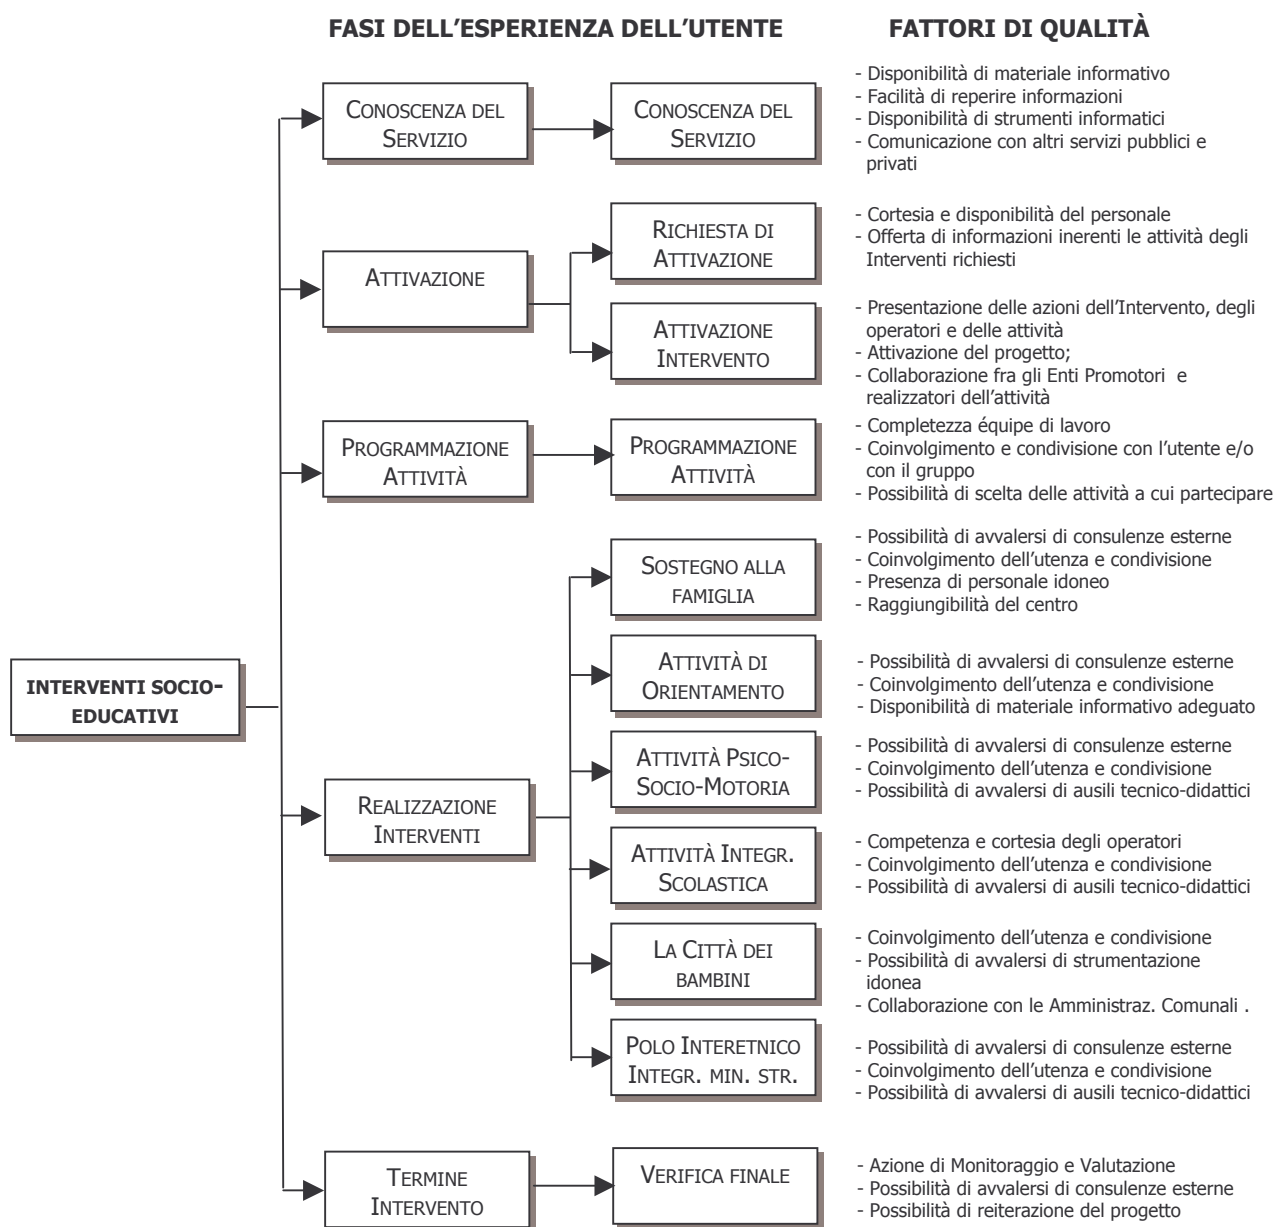 FASI DELL'ESPERIENZA DELL'UTENTE
FATTORI DI QUALITÀ
CONOSCENZA DEL
SERVIZIO
CONOSCENZA DEL
SERVIZIO
- Disponibilità di materiale informativo
- Facilità di reperire informazioni
- Disponibilità di strumenti informatici
- Comunicazione con altri servizi pubblici e
privati
ATTIVAZIONE
RICHIESTA DI
ATTIVAZIONE
- Cortesia e disponibilità del personale
- Offerta di informazioni inerenti le attività degli
Interventi richiesti
ATTIVAZIONE
INTERVENTO
- Presentazione delle azioni dell'Intervento, degli
operatori e delle attività
- Attivazione del progetto;
- Collaborazione fra gli Enti Promotori e
realizzatori dell'attività
PROGRAMMAZIONE
ATTIVITÀ
PROGRAMMAZIONE
ATTIVITÀ
- Completezza équipe di lavoro
- Coinvolgimento e condivisione con l'utente e/o
con il gruppo
- Possibilità di scelta delle attività a cui partecipare
INTERVENTI SOCIO-
EDUCATIVI
REALIZZAZIONE
INTERVENTI
SOSTEGNO ALLA
FAMIGLIA
- Possibilità di avvalersi di consulenze esterne
- Coinvolgimento dell'utenza e condivisione
- Presenza di personale idoneo
- Raggiungibilità del centro
ATTIVITÀ DI
ORIENTAMENTO
- Possibilità di avvalersi di consulenze esterne
- Coinvolgimento dell'utenza e condivisione
- Disponibilità di materiale informativo adeguato
ATTIVITÀ PSICO-
SOCIO-MOTORIA
- Possibilità di avvalersi di consulenze esterne
- Coinvolgimento dell'utenza e condivisione
- Possibilità di avvalersi di ausili tecnico-didattici
ATTIVITÀ INTEGR.
SCOLASTICA
- Competenza e cortesia degli operatori
- Coinvolgimento dell'utenza e condivisione
- Possibilità di avvalersi di ausili tecnico-didattici
LA CITTÀ DEI
BAMBINI
- Coinvolgimento dell'utenza e condivisione
- Possibilità di avvalersi di strumentazione
idonea
- Collaborazione con le Amministraz. Comunali .
POLO INTERETNICO
INTEGR. MIN. STR.
- Possibilità di avvalersi di consulenze esterne
- Coinvolgimento dell'utenza e condivisione
- Possibilità di avvalersi di ausili tecnico-didattici
TERMINE
INTERVENTO
VERIFICA FINALE
- Azione di Monitoraggio e Valutazione
- Possibilità di avvalersi di consulenze esterne
- Possibilità di reiterazione del progetto